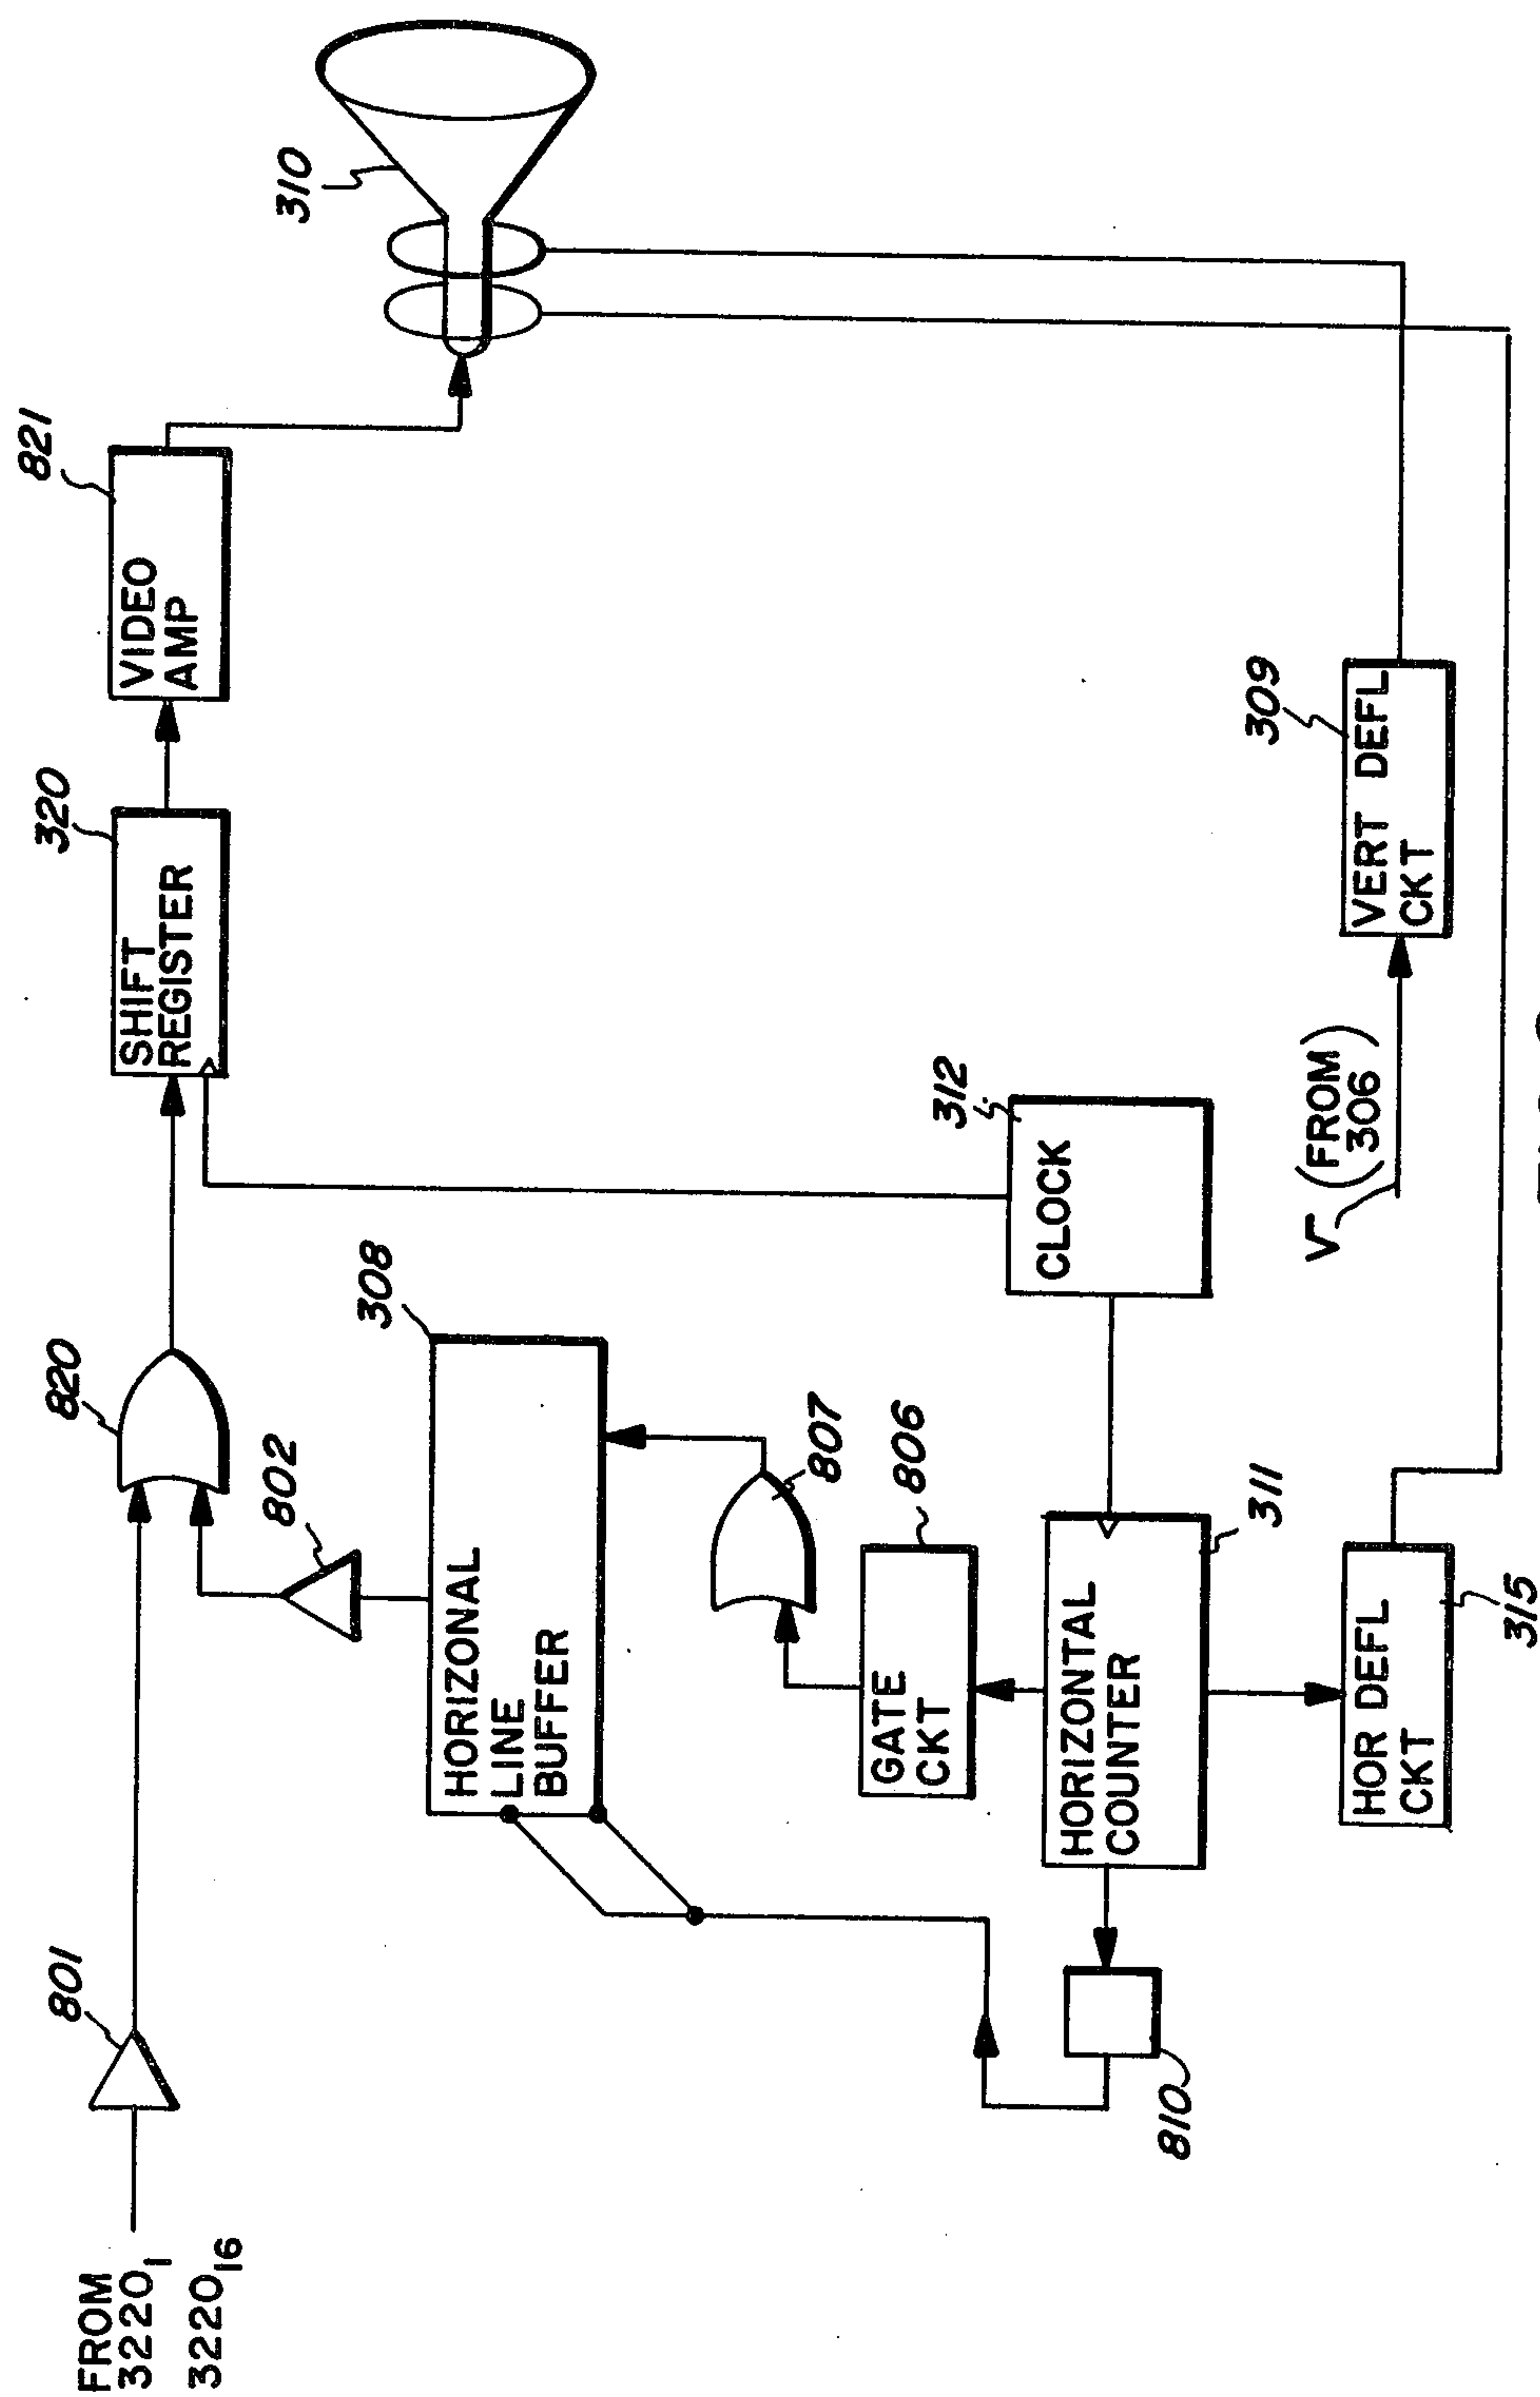 FROM
3220₁
3220₁₆
801
820
SHIFT
REGISTER
320
VIDEO
AMP
821
310
802
HORIZONAL
LINE
BUFFER
308
807
GATE
CKT
806
HORIZONTAL
COUNTER
311
CLOCK
312
810
HOR DEFL
CKT
315
V (FROM
306)
VERT DEFL
CKT
309